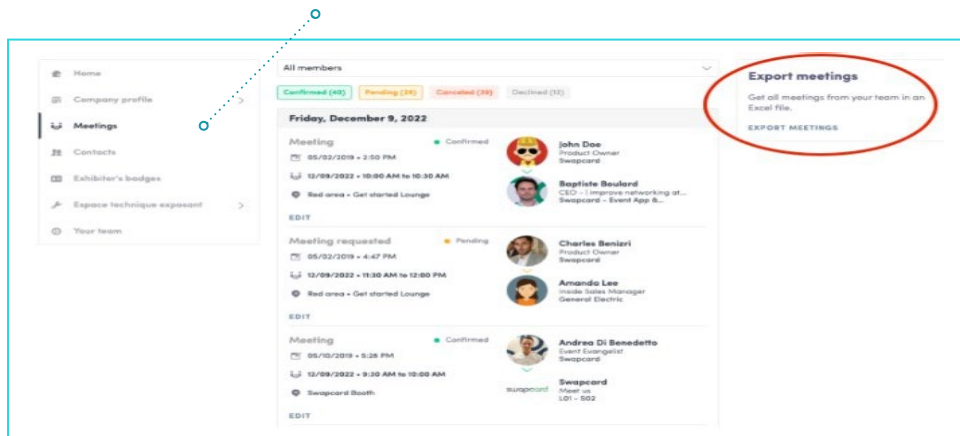 Home
Company profile
Meetings
Contacts
Exhibitor's badges
Espace technique exposant
Your team
All members
Confirmed (40)
Pending (29)
Canceled (29)
Declined (12)
Friday, December 9, 2022
Meeting
Confirmed
05/02/2019 • 2:50 PM
12/09/2022 • 10:00 AM to 10:30 AM
Red area • Get started Lounge
EDIT
John Doe
Product Owner
Swapcard
Baptiste Boulard
CEO - I improve networking at...
Swapcard - Event App &...
Meeting requested
Pending
05/02/2019 • 4:47 PM
12/09/2022 • 11:30 AM to 12:00 PM
Red area • Get started Lounge
EDIT
Charles Benizri
Product Owner
Swapcard
Amanda Lee
Inside Sales Manager
General Electric
Meeting
Confirmed
05/10/2019 • 5:26 PM
12/09/2022 • 9:30 AM to 10:00 AM
Swapcard Booth
EDIT
Andrea Di Benedetto
Event Evangelist
Swapcard
swapcard
Swapcard
Meet us
L01 - S02
Export meetings
Get all meetings from your team in an
Excel file.
EXPORT MEETINGS